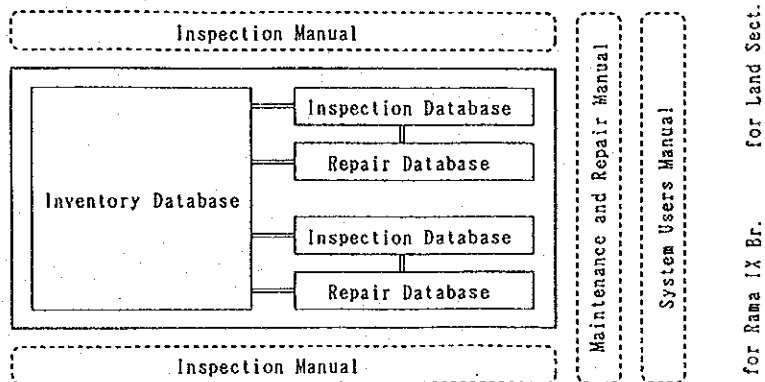 Inspection Manual
Inventory Database
Inspection Database
Repair Database
Inspection Database
Repair Database
Inspection Manual
Maintenance and Repair Manual
System Users Manual
for Land Sect.
for Rama IX Br.